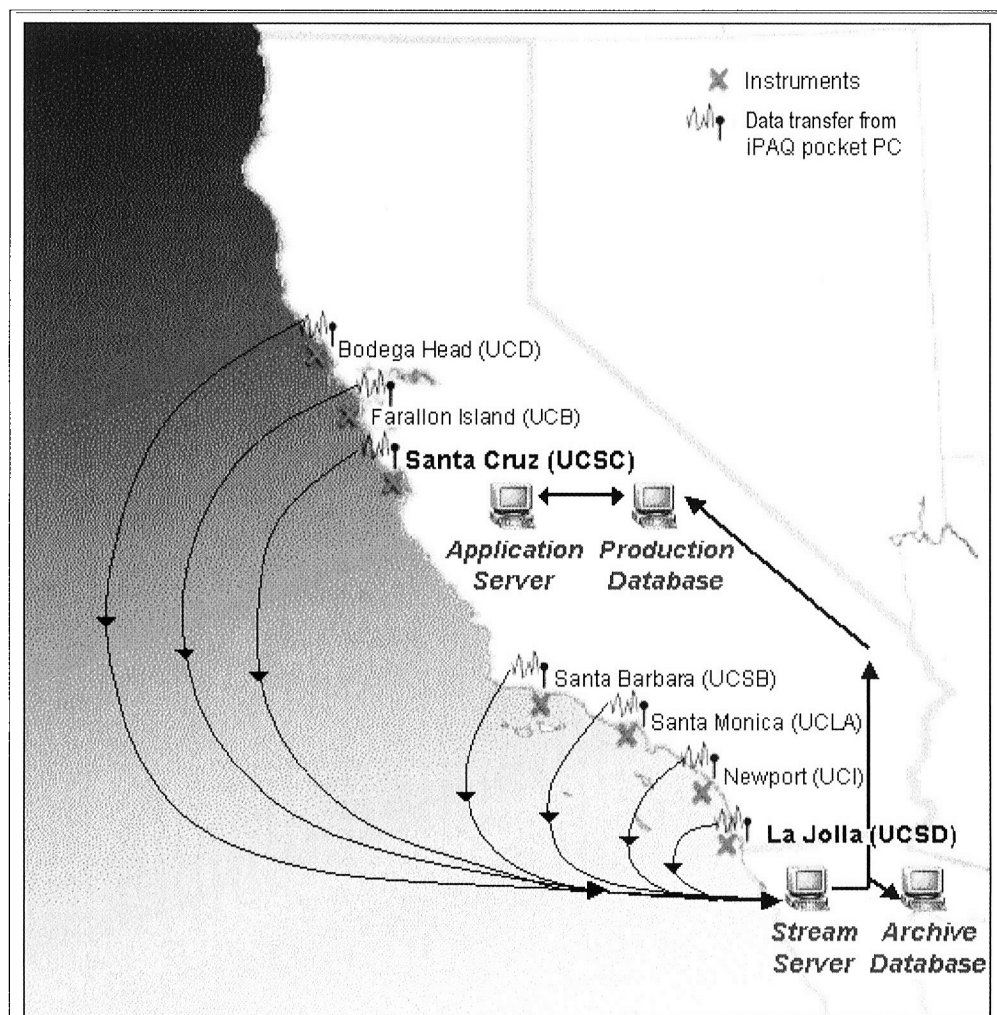 Instruments
Data transfer from
iPAQ pocket PC
Bodega Head (UCD)
Farallon Island (UCB)
Santa Cruz (UCSC)
Application
Server
Production
Database
Santa Barbara (UCSB)
Santa Monica (UCLA)
Newport (UCI)
La Jolla (UCSD)
Stream
Server
Archive
Database